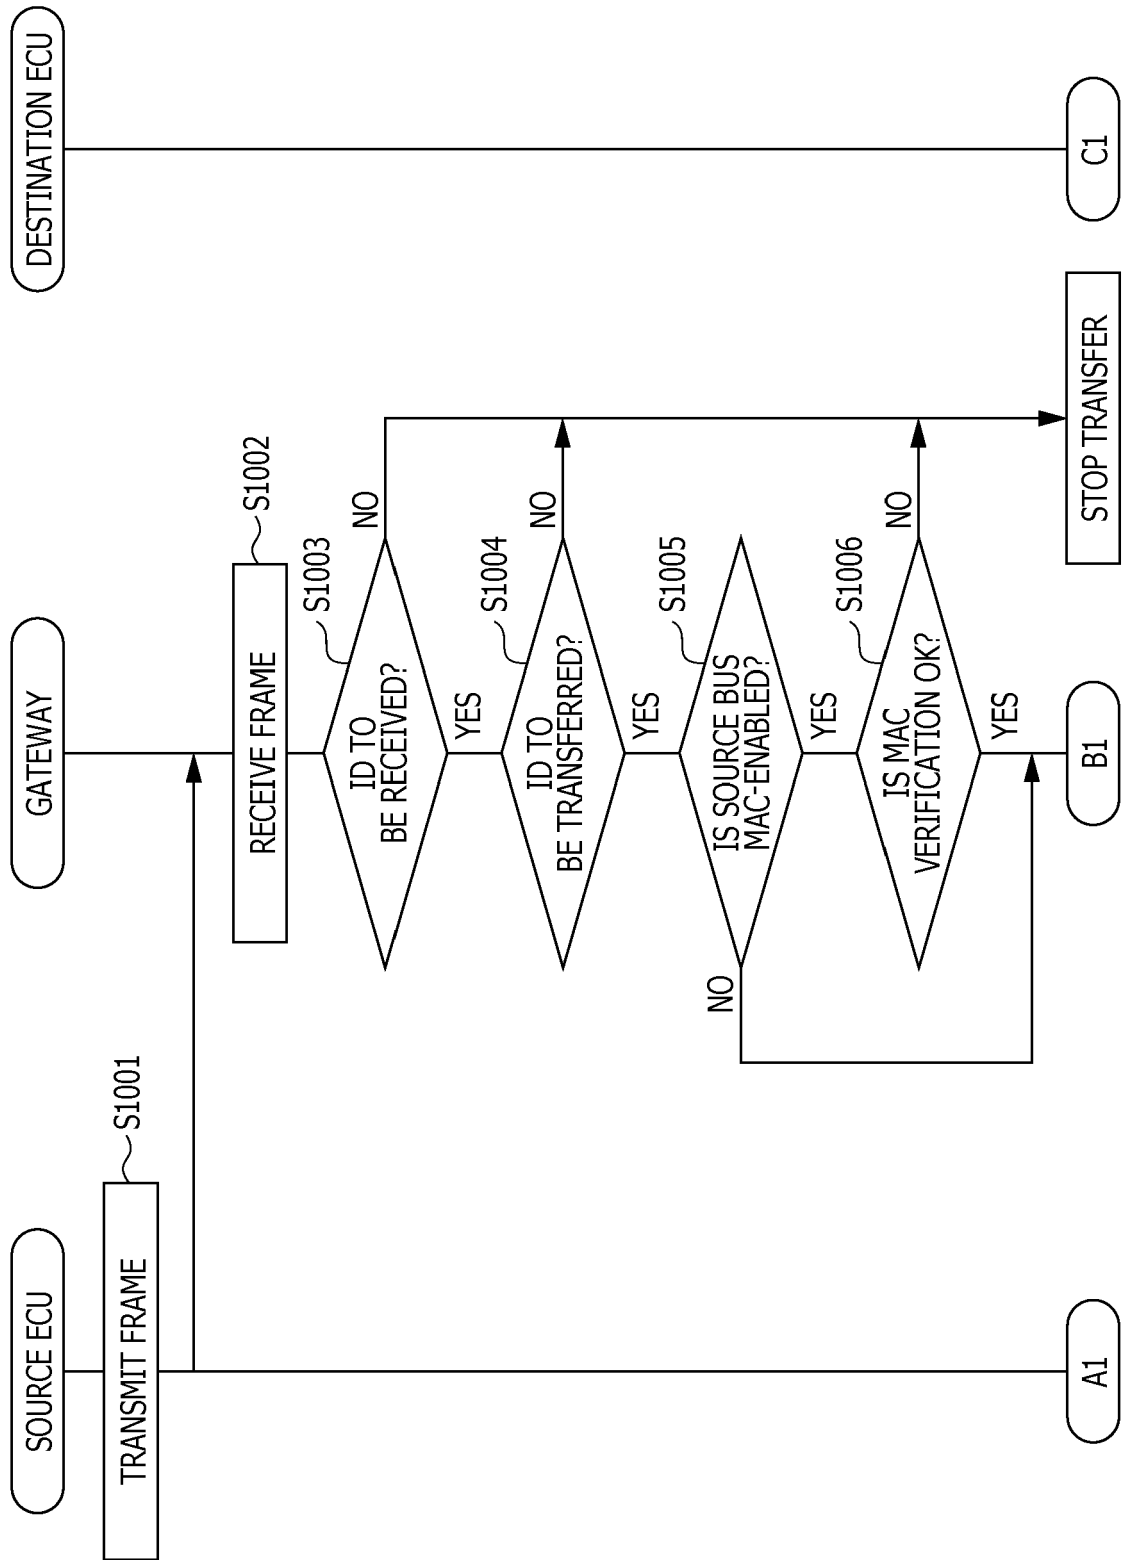 SOURCE ECU
GATEWAY
DESTINATION ECU
TRANSMIT FRAME
S1001
RECEIVE FRAME
S1002
ID TO
BE RECEIVED?
S1003
NO
YES
ID TO
BE TRANSFERRED?
S1004
NO
YES
IS SOURCE BUS
MAC-ENABLED?
S1005
NO
YES
IS MAC
VERIFICATION OK?
S1006
NO
YES
A1
B1
STOP TRANSFER
C1